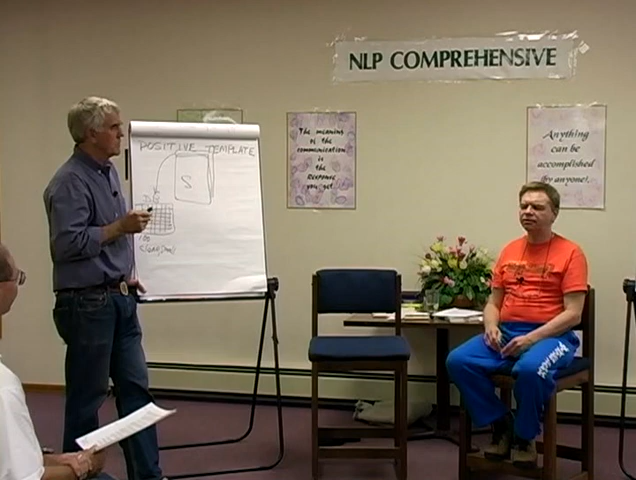 NLP COMPREHENSIVE
POSITIVE TEMPLATE
S
The meaning
of the
communication
is the
Response
you get.
Anything
can be
accomplished
by anyone!